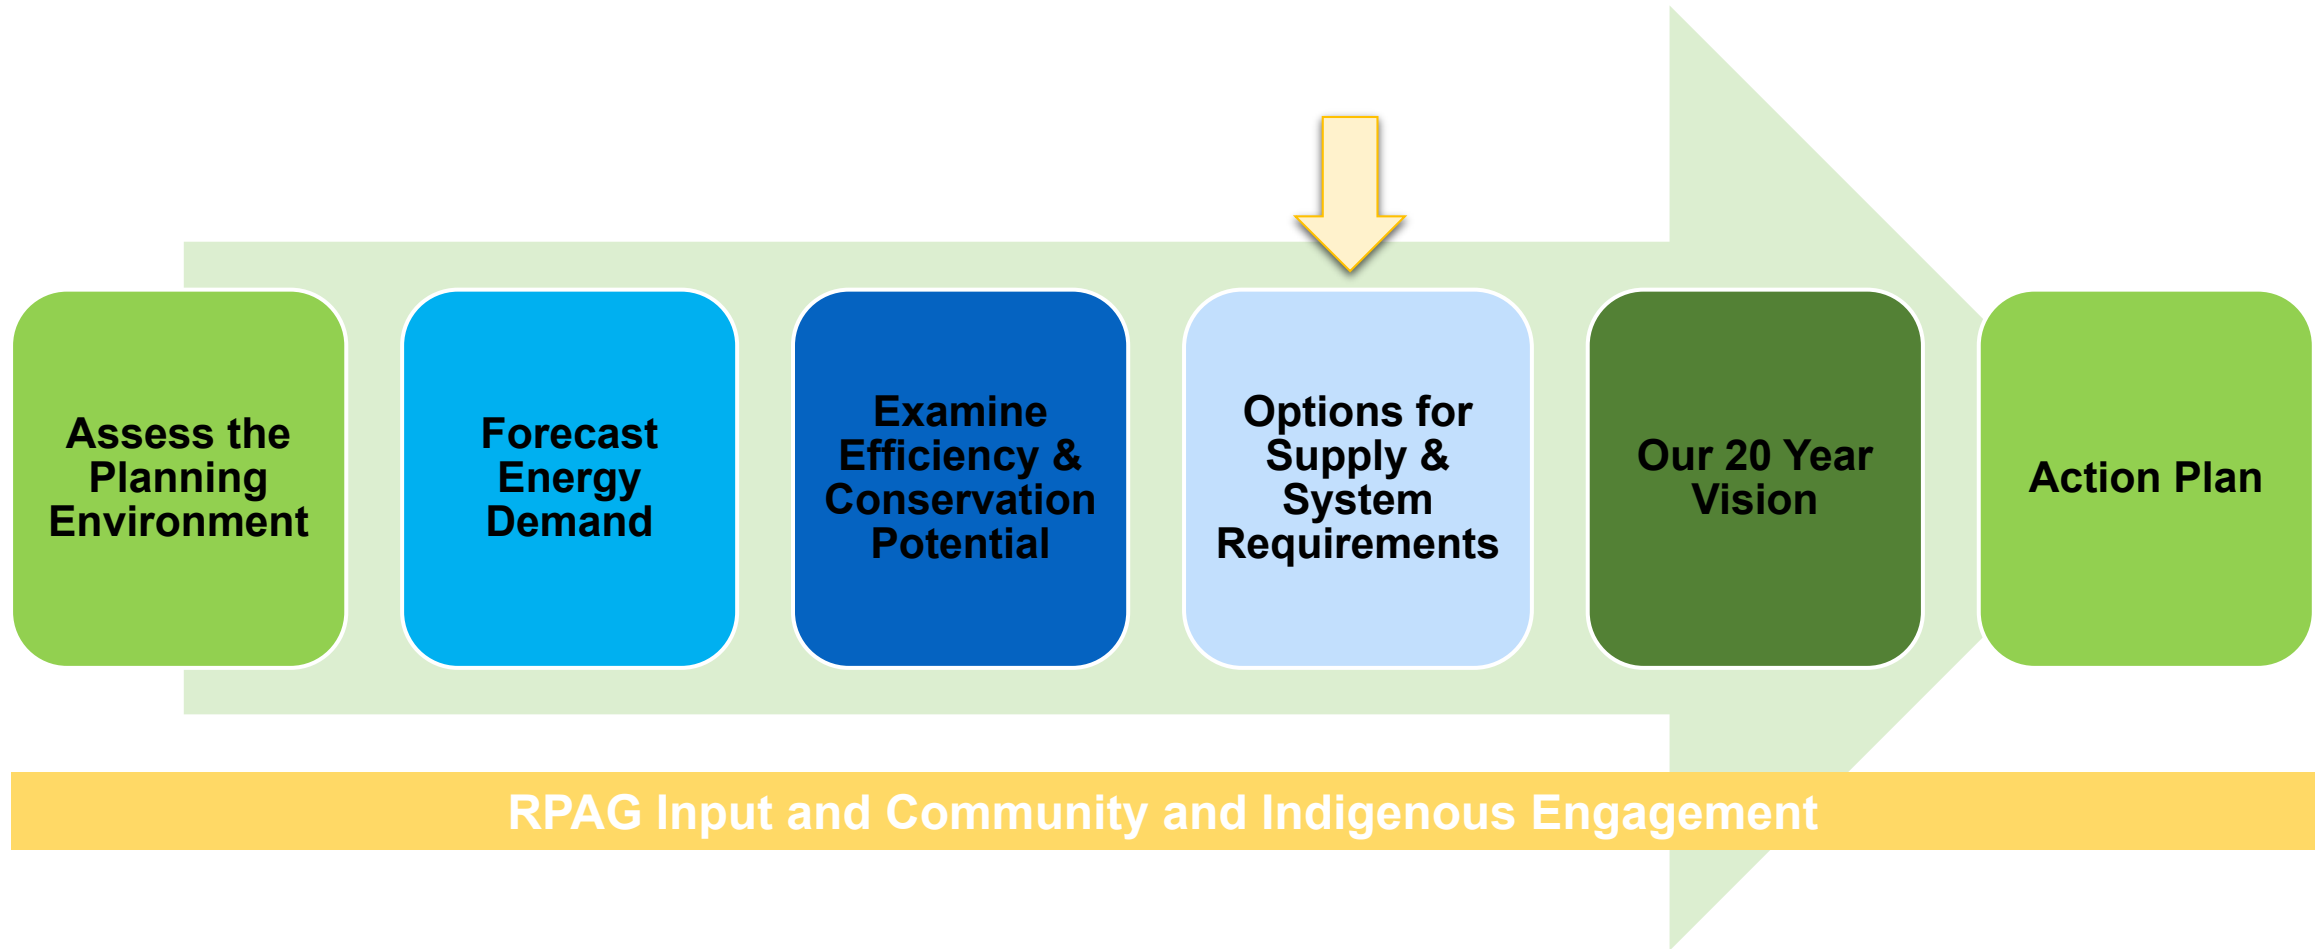 Assess the
Planning
Environment
Forecast
Energy
Demand
Examine
Efficiency &
Conservation
Potential
Options for
Supply &
System
Requirements
Our 20 Year
Vision
Action Plan
RPAG Input and Community and Indigenous Engagement